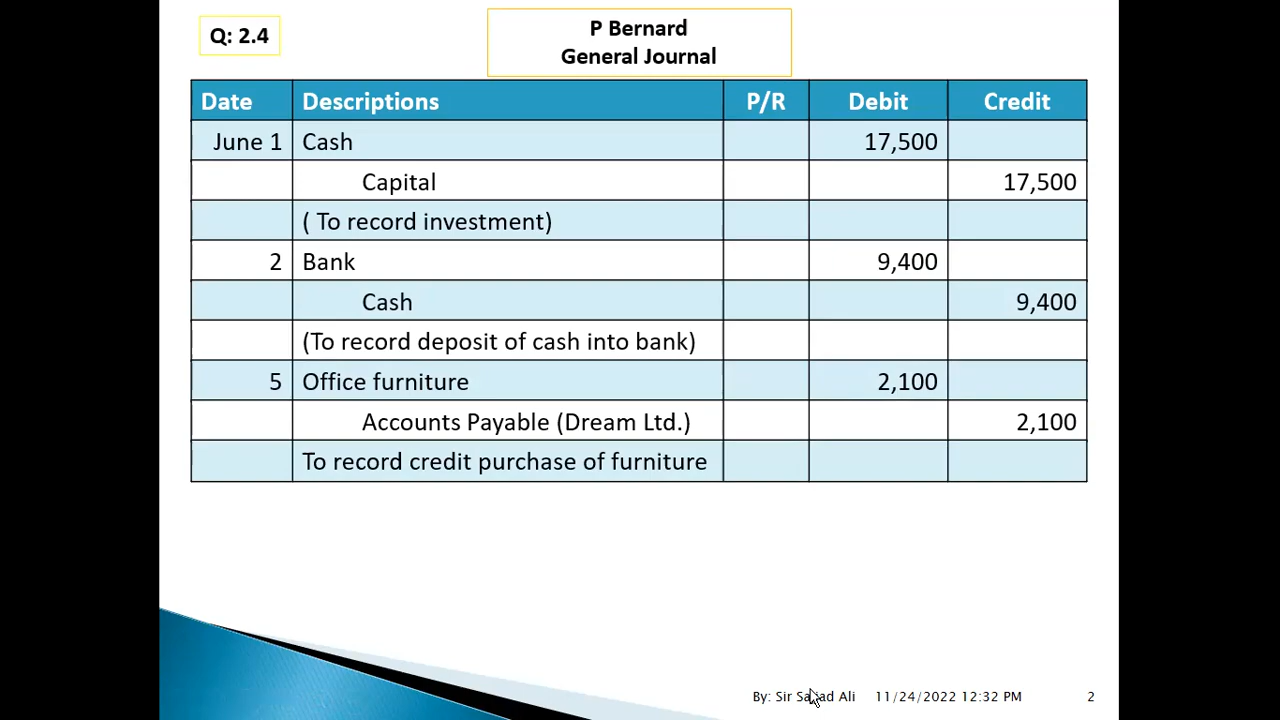 Q: 2.4
P Bernard
General Journal
Date Descriptions P/R Debit Credit
June 1 Cash 17,500
Capital 17,500
( To record investment)
2 Bank 9,400
Cash 9,400
(To record deposit of cash into bank)
5 Office furniture 2,100
Accounts Payable (Dream Ltd.) 2,100
To record credit purchase of furniture
By: Sir Ali 11/24/2022 12:32 PM 2